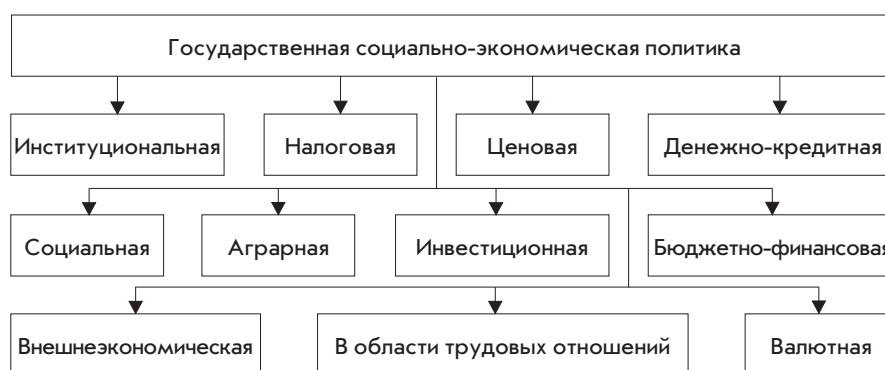 Государственная социально-экономическая политика
Институциональная
Налоговая
Ценовая
Денежно-кредитная
Социальная
Аграрная
Инвестиционная
Бюджетно-финансовая
Внешнеэкономическая
В области трудовых отношений
Валютная